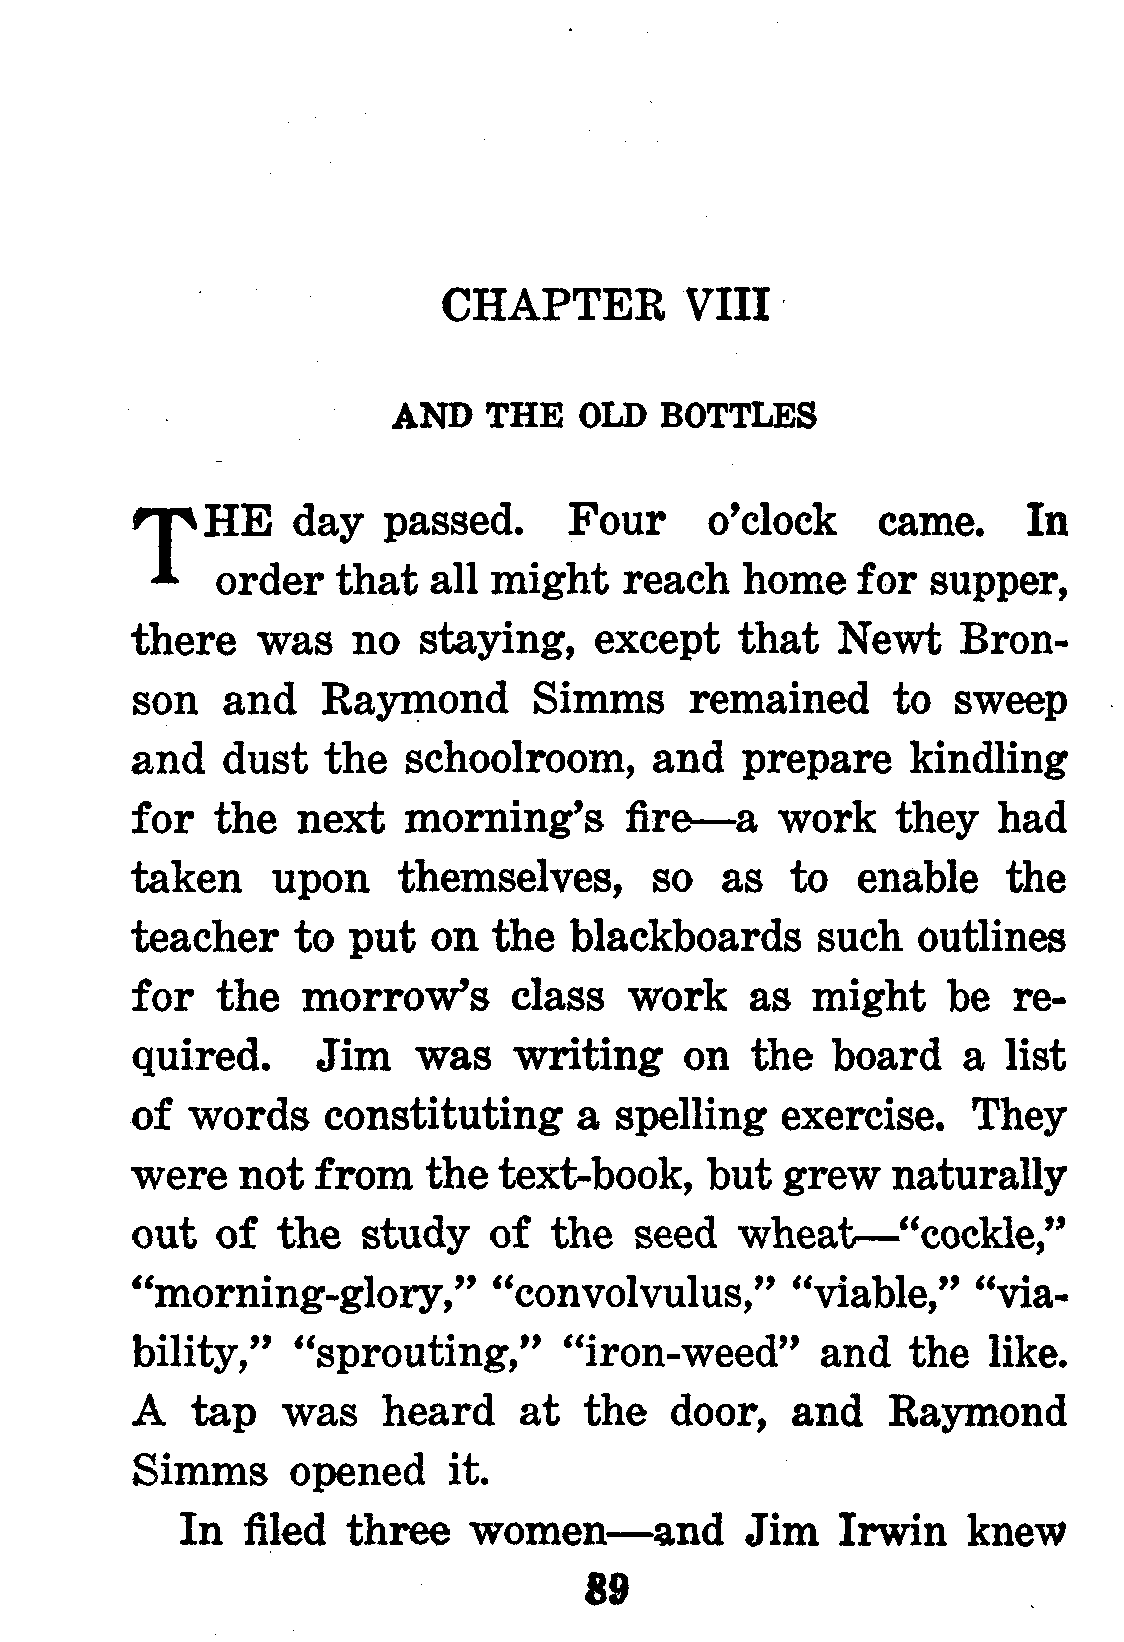 CHAPTER VIII
AND THE OLD BOTTLES
THE day passed. Four o'clock came. In
order that all might reach home for supper,
there was no staying, except that Newt Bron-
son and Raymond Simms remained to sweep
and dust the schoolroom, and prepare kindling
for the next morning's fire—a work they had
taken upon themselves, so as to enable the
teacher to put on the blackboards such outlines
for the morrow's class work as might be re-
quired. Jim was writing on the board a list
of words constituting a spelling exercise. They
were not from the text-book, but grew naturally
out of the study of the seed wheat—“cockle,”
“morning-glory,” “convolvulus,” “viable,” “via-
bility,” “sprouting,” “iron-weed” and the like.
A tap was heard at the door, and Raymond
Simms opened it.
In filed three women—and Jim Irwin knew
89